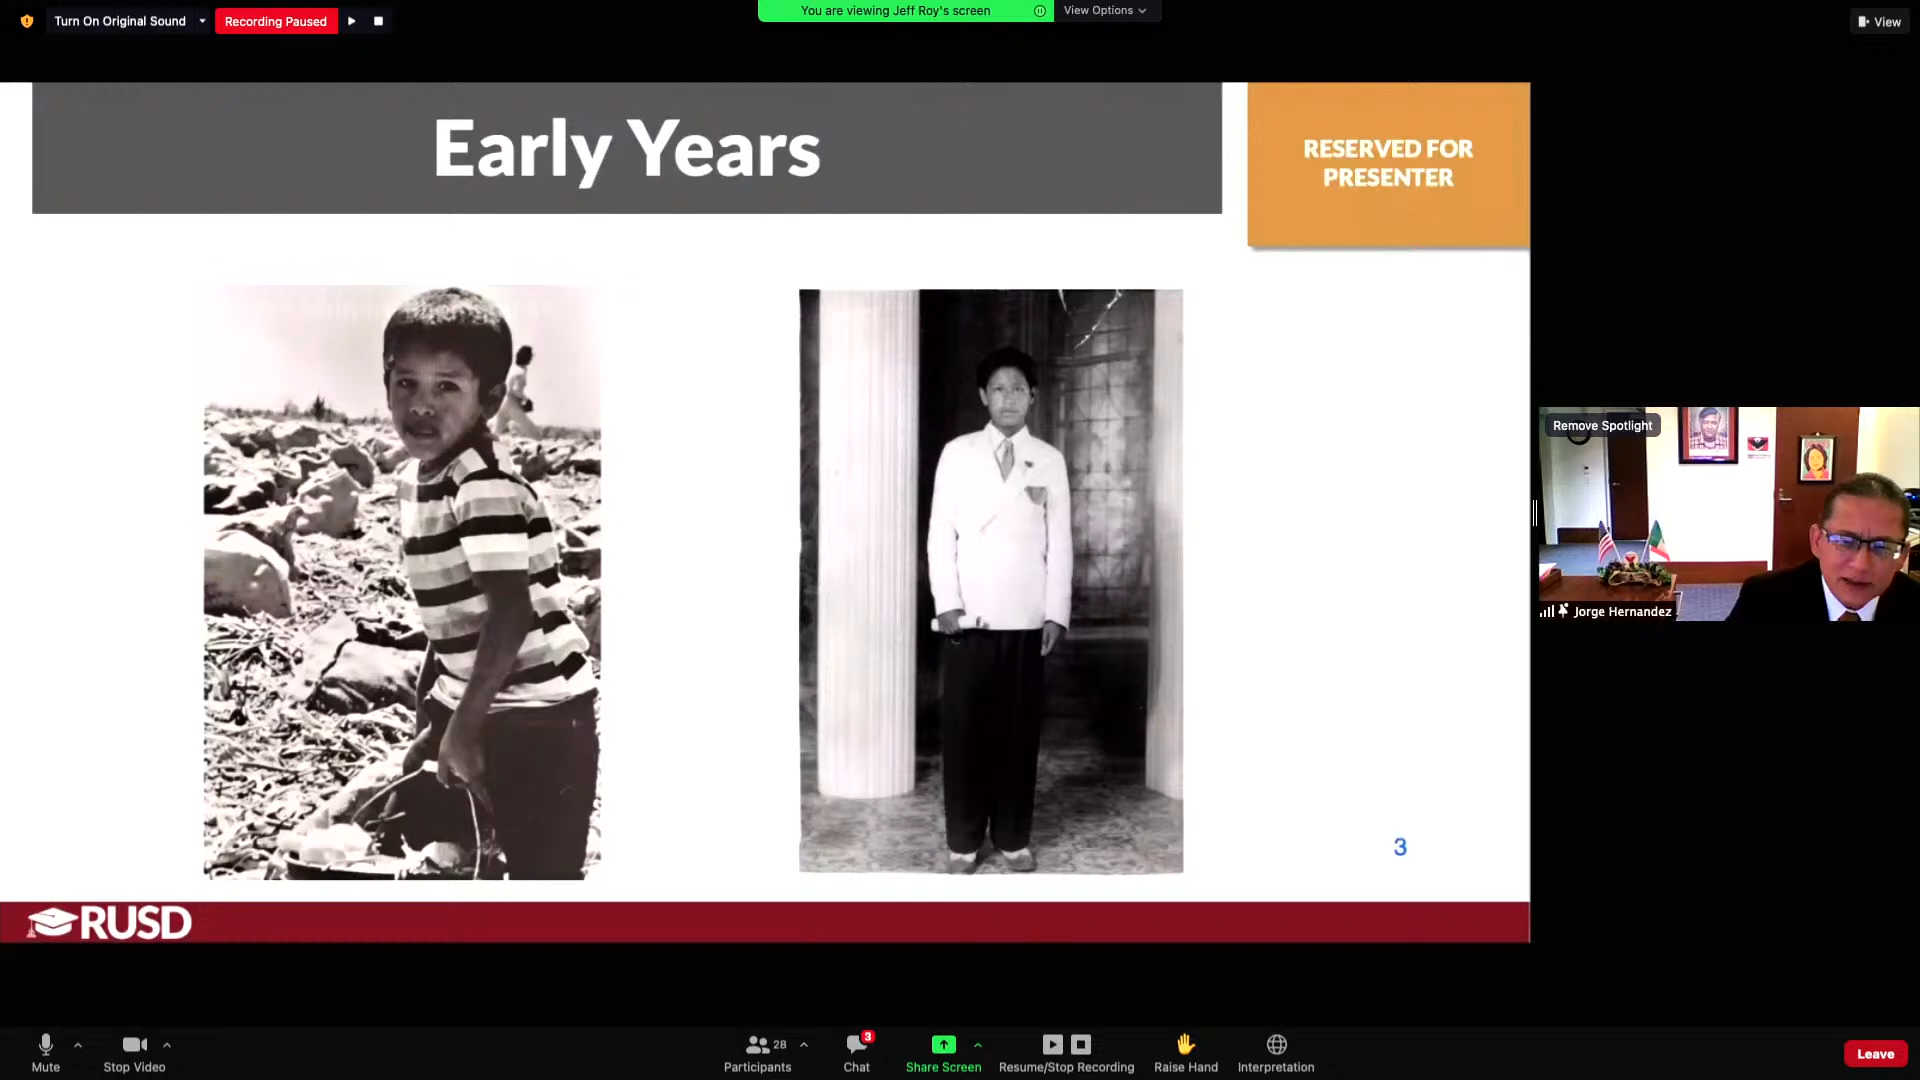 Turn On Original Sound
Recording Paused
You are viewing Jeff Roy's screen
View Options
View
Early Years
RESERVED FOR
PRESENTER
Remove Spotlight
Jorge Hernandez
3
RUSD
Mute
Stop Video
28
Participants
3
Chat
Share Screen
Resume/Stop Recording
Raise Hand
Interpretation
Leave